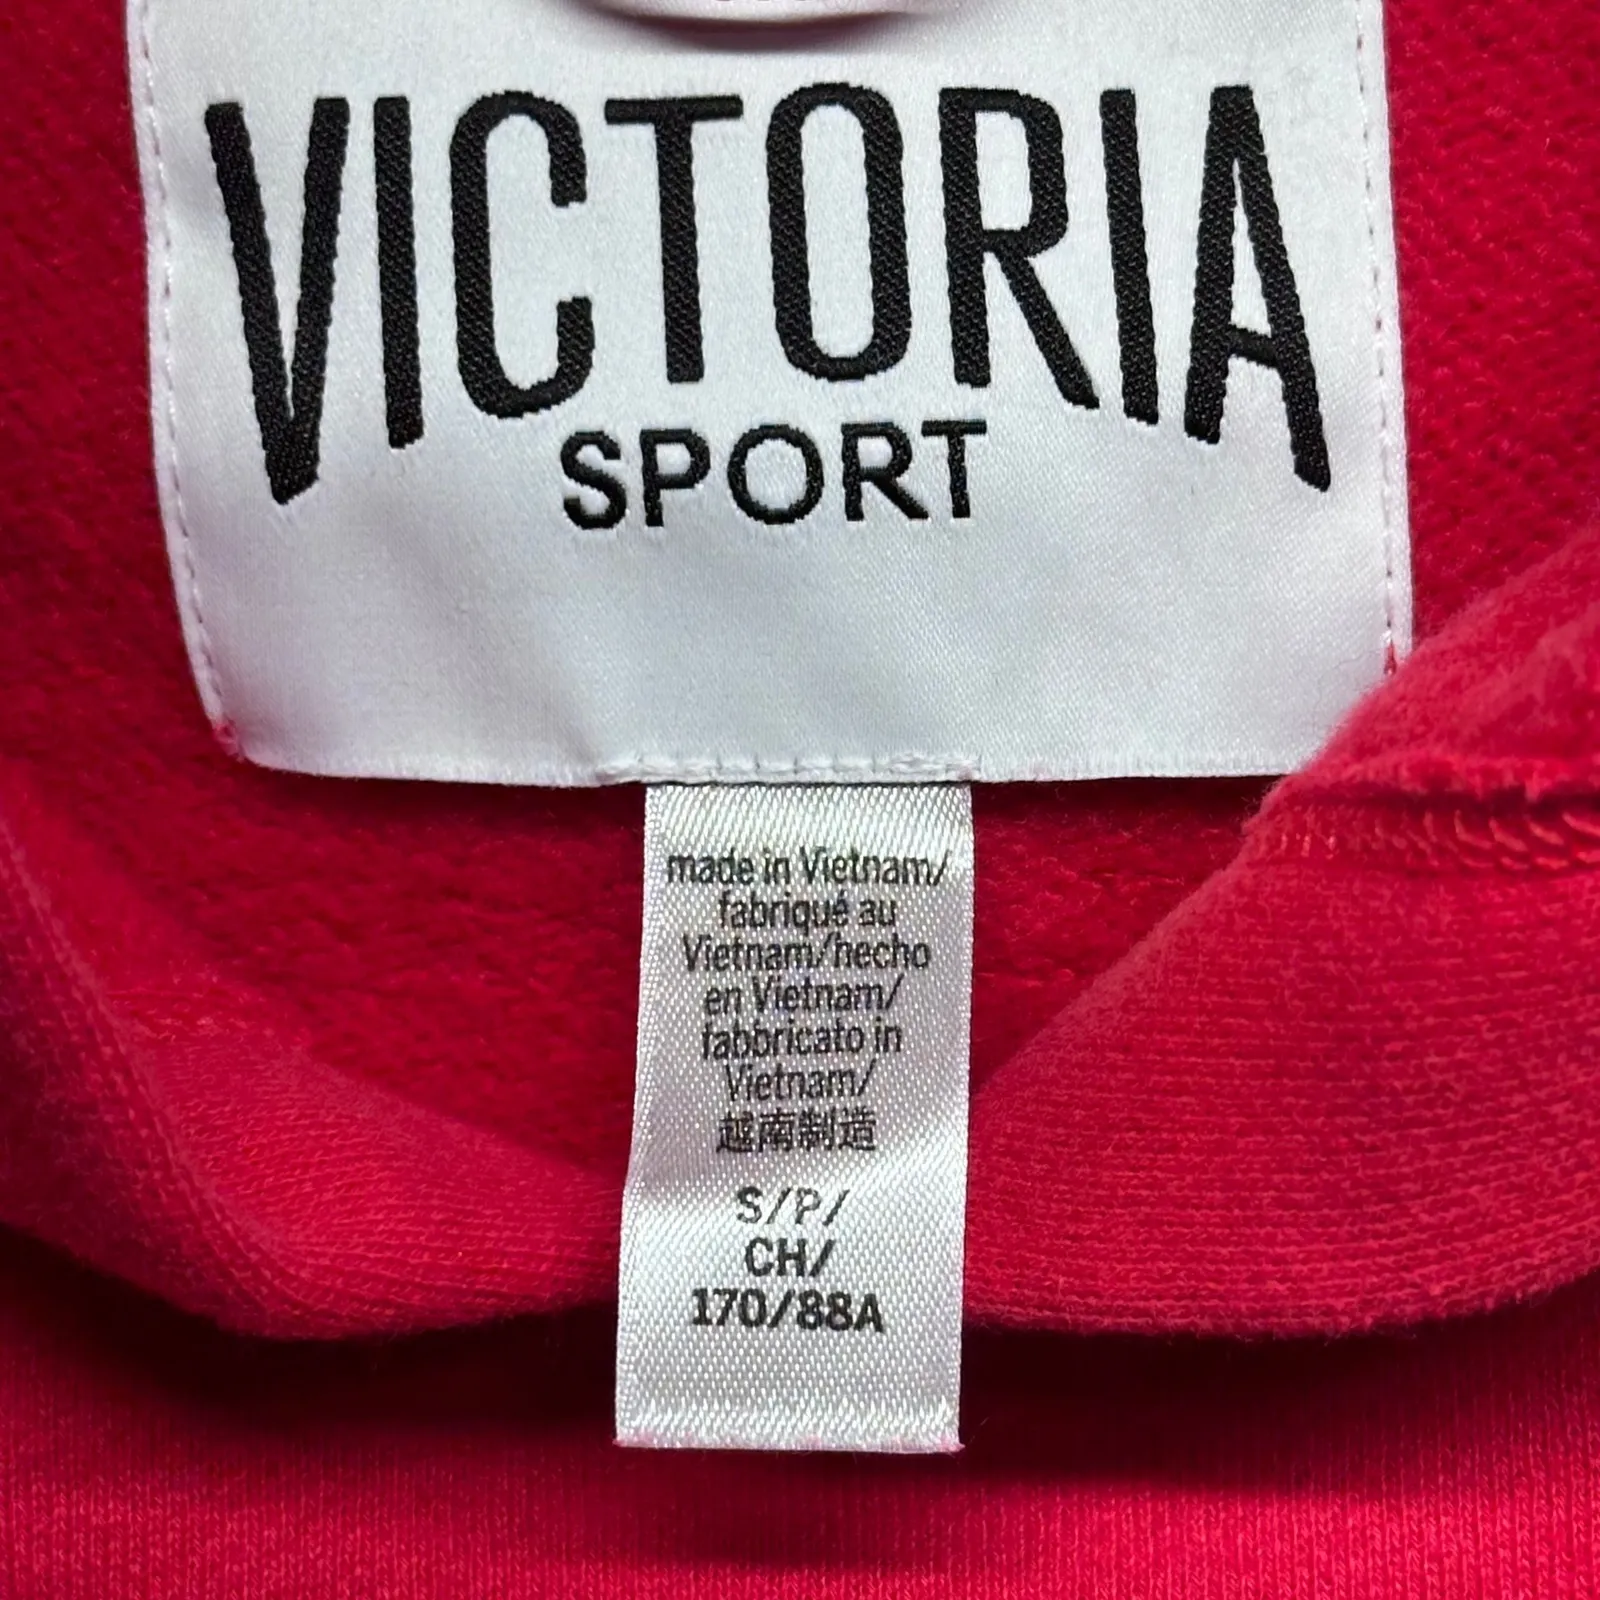 VICTORIA
SPORT
made in Vietnam/
fabriqué au
Vietnam/hecho
en Vietnam/
fabbricato in
Vietnam/
越南制造
S/P/
CH/
170/88A